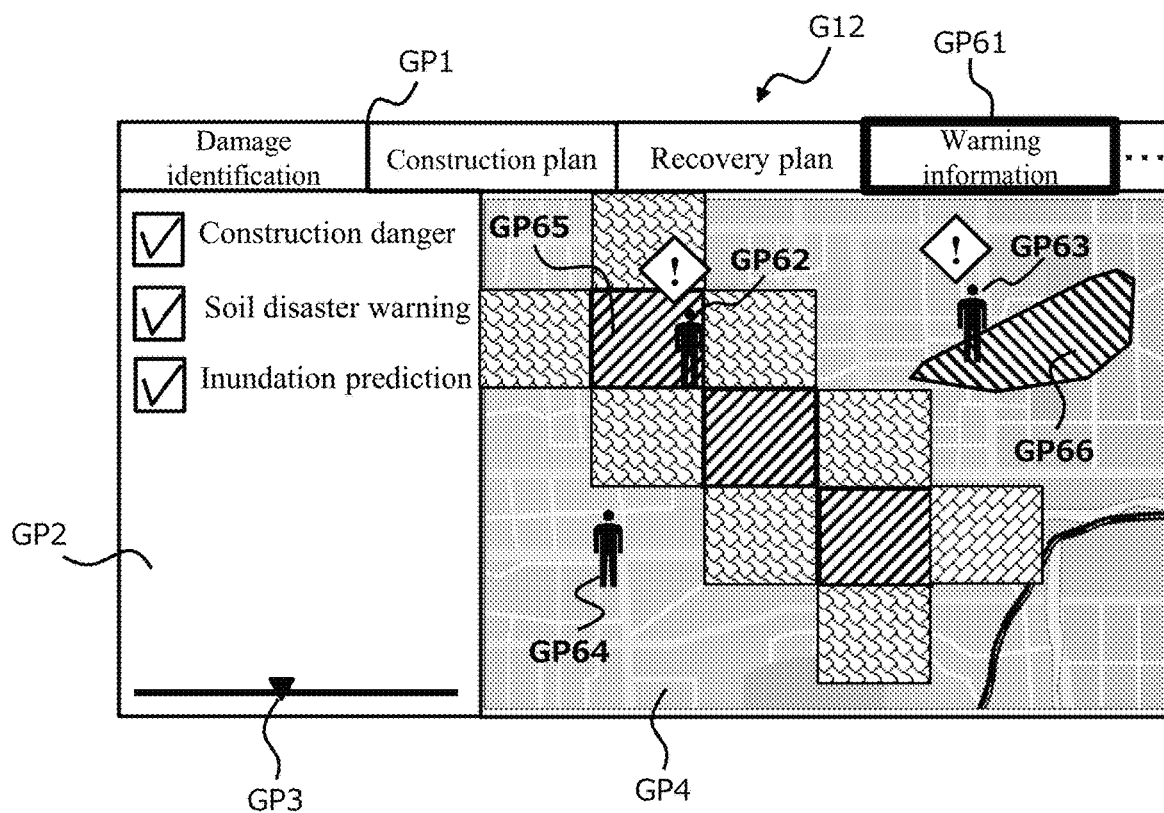 G12
GP61
GP1
Damage
identification
Construction plan
Recovery plan
Warning
information
....
Construction danger
Soil disaster warning
Inundation prediction
GP65
!
GP62
!
GP63
GP66
GP2
GP64
GP3
GP4